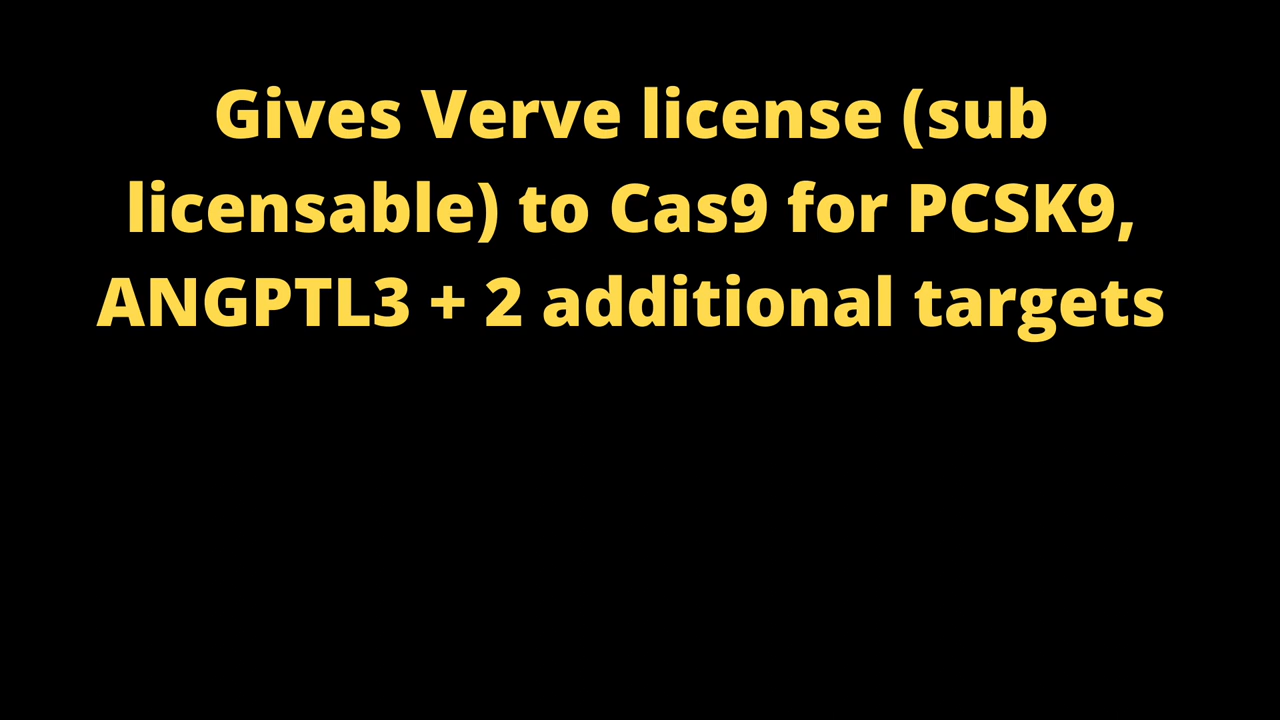 Gives Verve license (sub
licensable) to Cas9 for PCSK9,
ANGPTL3 + 2 additional targets